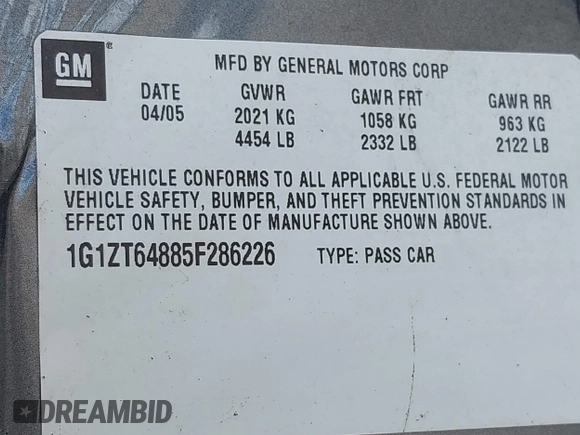 GM ®
MFD BY GENERAL MOTORS CORP
DATE GVWR GAWR FRT GAWR RR
04/05 2021 KG 1058 KG 963 KG
4454 LB 2332 LB 2122 LB
THIS VEHICLE CONFORMS TO ALL APPLICABLE U.S. FEDERAL MOTOR
VEHICLE SAFETY, BUMPER, AND THEFT PREVENTION STANDARDS IN
EFFECT ON THE DATE OF MANUFACTURE SHOWN ABOVE.
1G1ZT64885F286226 TYPE: PASS CAR
DREAMBID